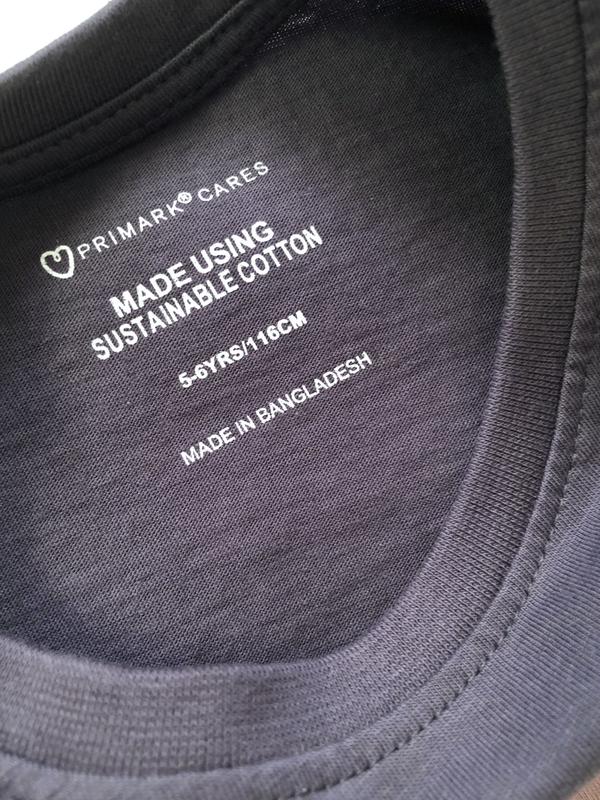 PRIMARK® CARES
MADE USING
SUSTAINABLE COTTON
5-6YRS/116CM
MADE IN BANGLADESH